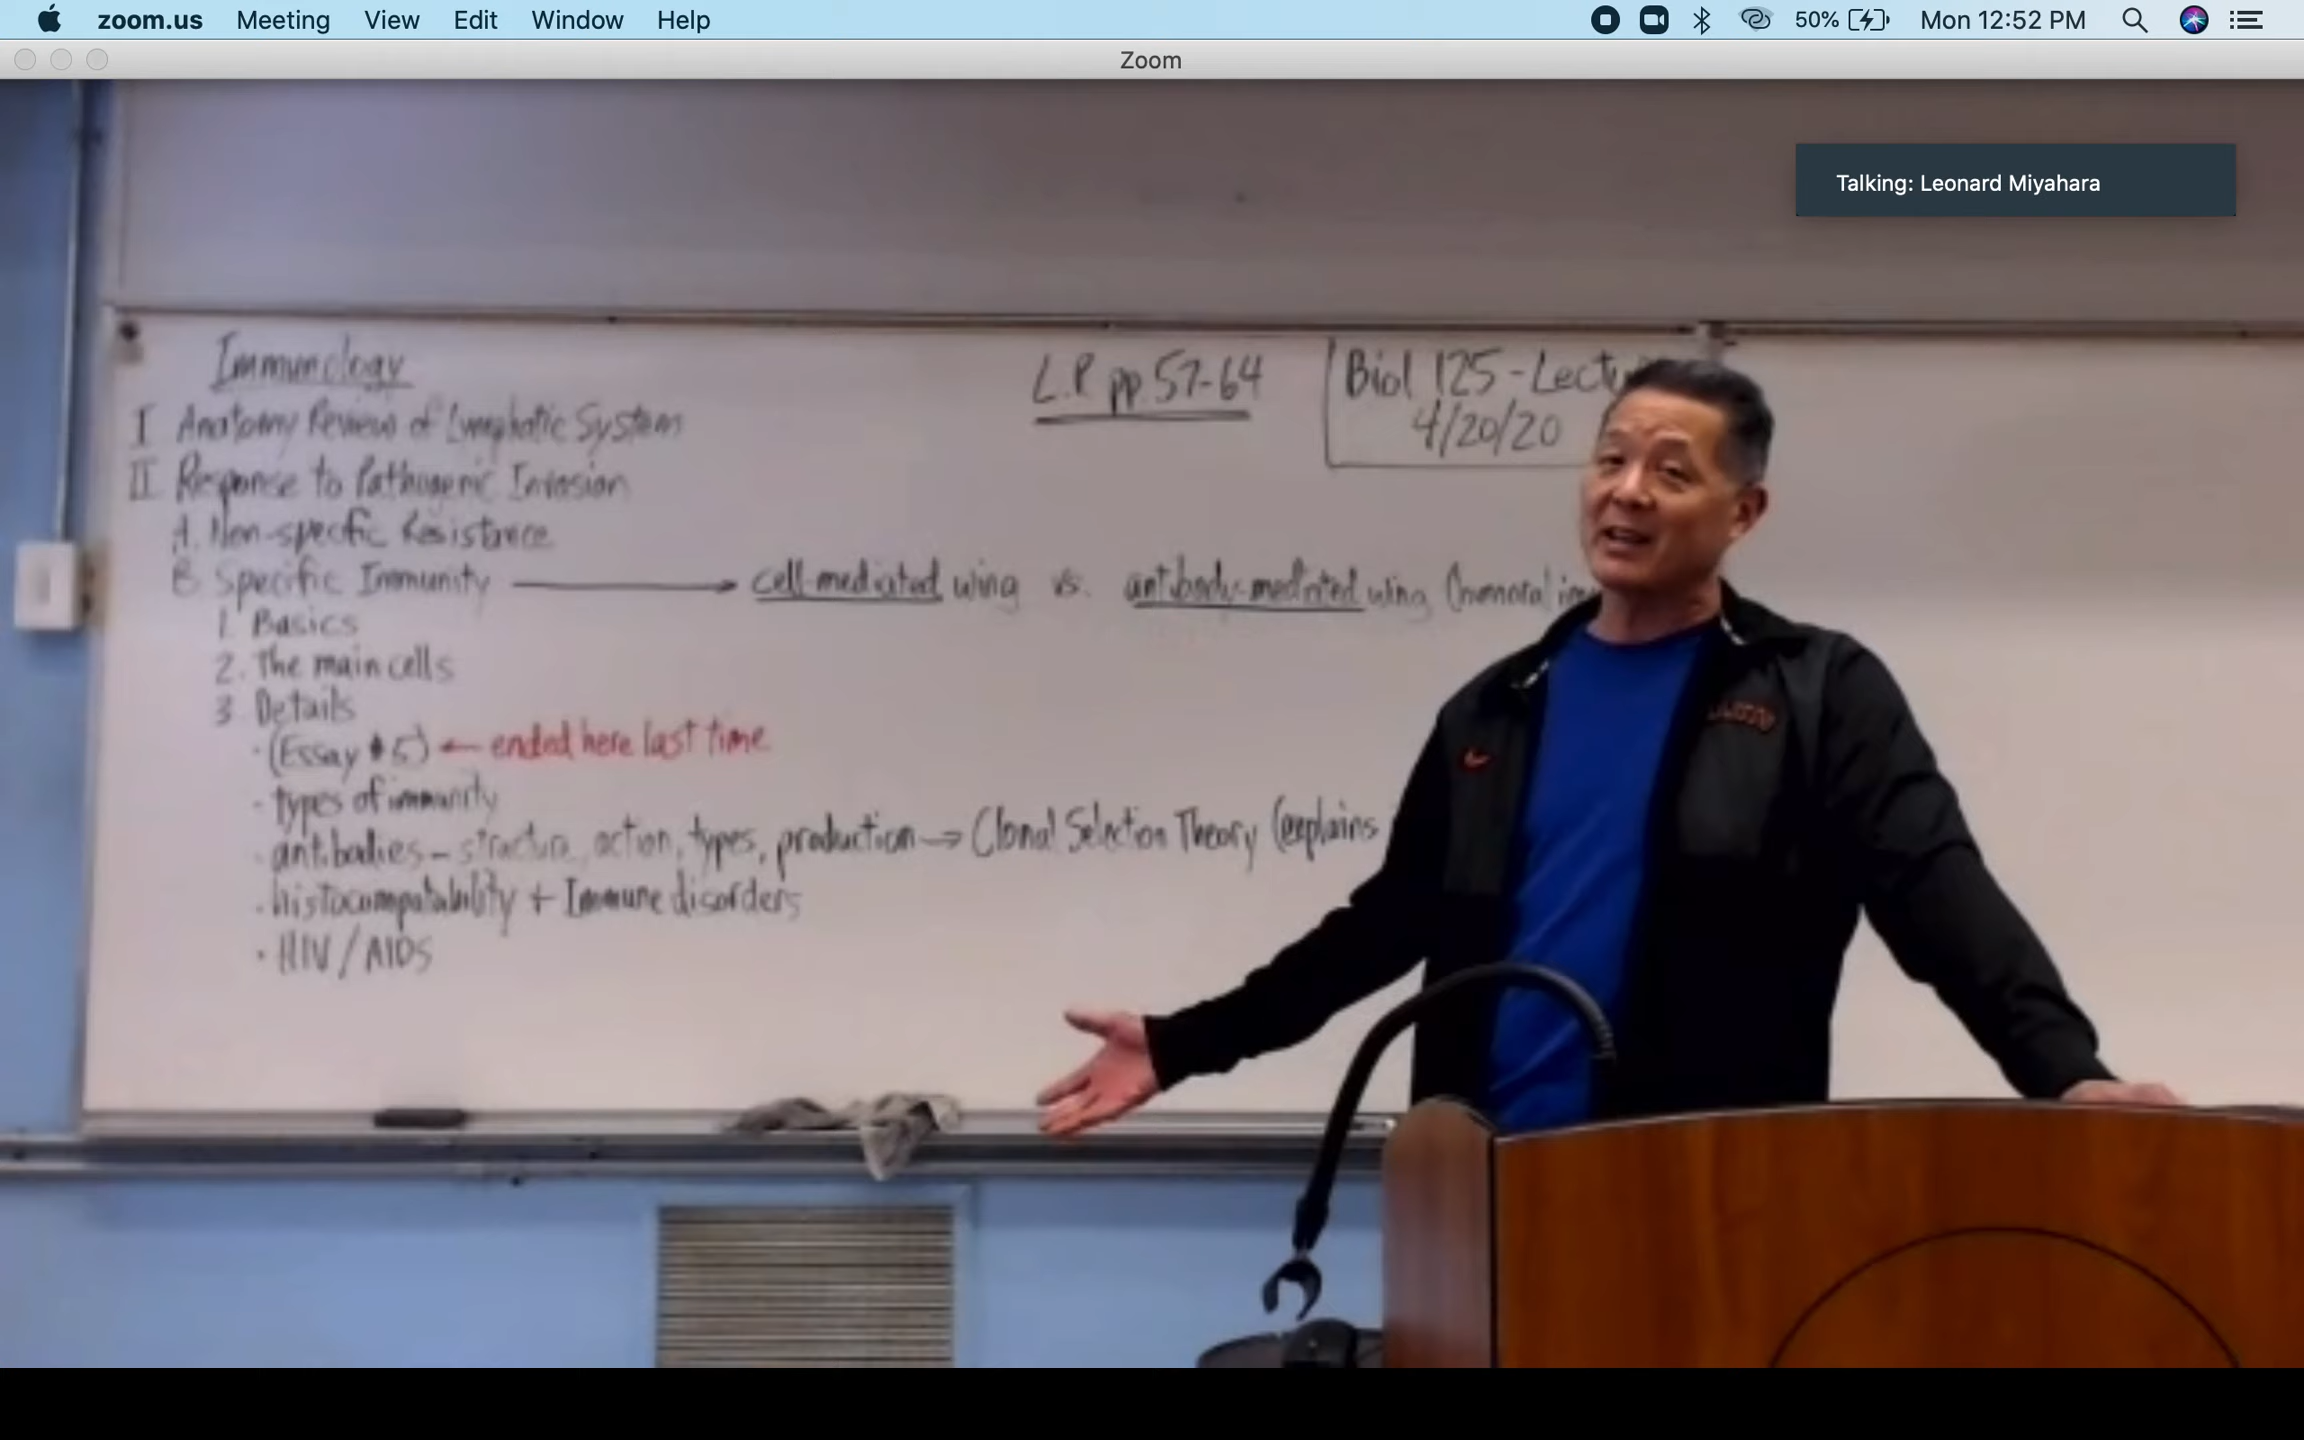 zoom.us Meeting View Edit Window Help 50% Mon 12:52 PM
Zoom
Talking: Leonard Miyahara
Immunology
L.P. pp. 57-64
Biol 125 - Lectu
4/20/20
I Anatomy Review of Lymphatic System
II Response to Pathogenic Invasion
A. Non-specific Resistance
B. Specific Immunity → cell-mediated wing vs. antibody-mediated wing (humoral im
1. Basics
2. The main cells
3. Details
• (Essay #5) ← ended here last time
• types of immunity
• antibodies - structure, action, types, production → Clonal Selection Theory (explains
• histocompatability + Immune disorders
• HIV / AIDS